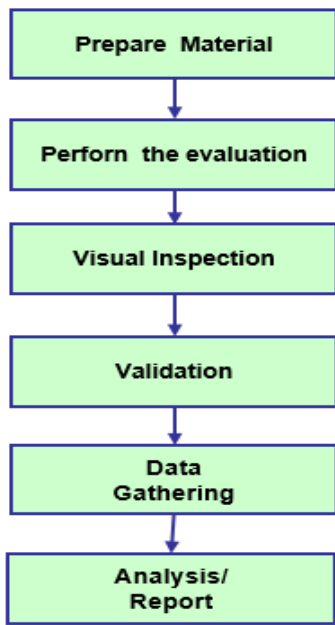 Prepare Material
Perforn the evaluation
Visual Inspection
Validation
Data
Gathering
Analysis/
Report